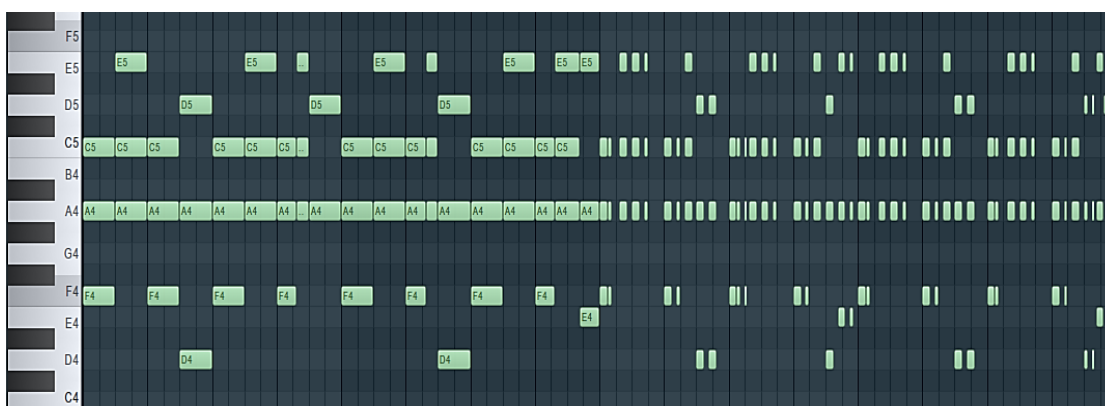 F5
E5 E5 E5 ... E5 E5 E5 E5
D5 D5 D5 D5
C5 C5 C5 C5 C5 C5 C5 ... C5 C5 C5 C5 C5 C5 C5
B4
A4 A4 A4 A4 A4 A4 A4 A4 ... A4 A4 A4 A4 A4 A4 A4 A4 A4 A4
G4
F4 F4 F4 F4 F4 F4 F4 F4 F4
E4 E4
D4 D4 D4
C4